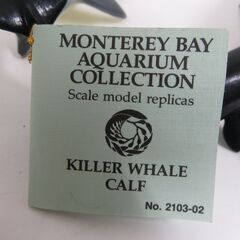 MONTEREY BAY
AQUARIUM
COLLECTION
Scale model replicas
KILLER WHALE
CALF
No. 2103-02